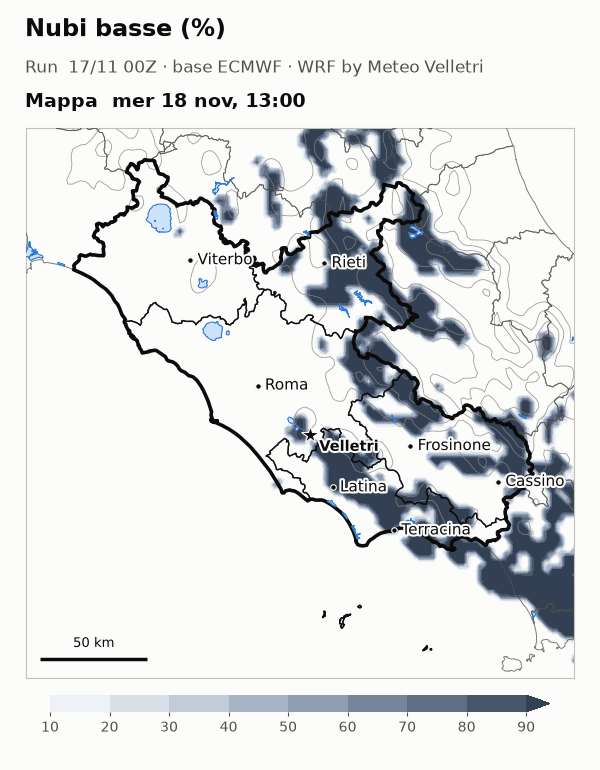 Nubi basse (%)
Run 17/11 00Z · base ECMWF · WRF by Meteo Velletri
Mappa mer 18 nov, 13:00
Viterbo
Rieti
Roma
Velletri
Frosinone
Latina
Cassino
Terracina
50 km
10 20 30 40 50 60 70 80 90